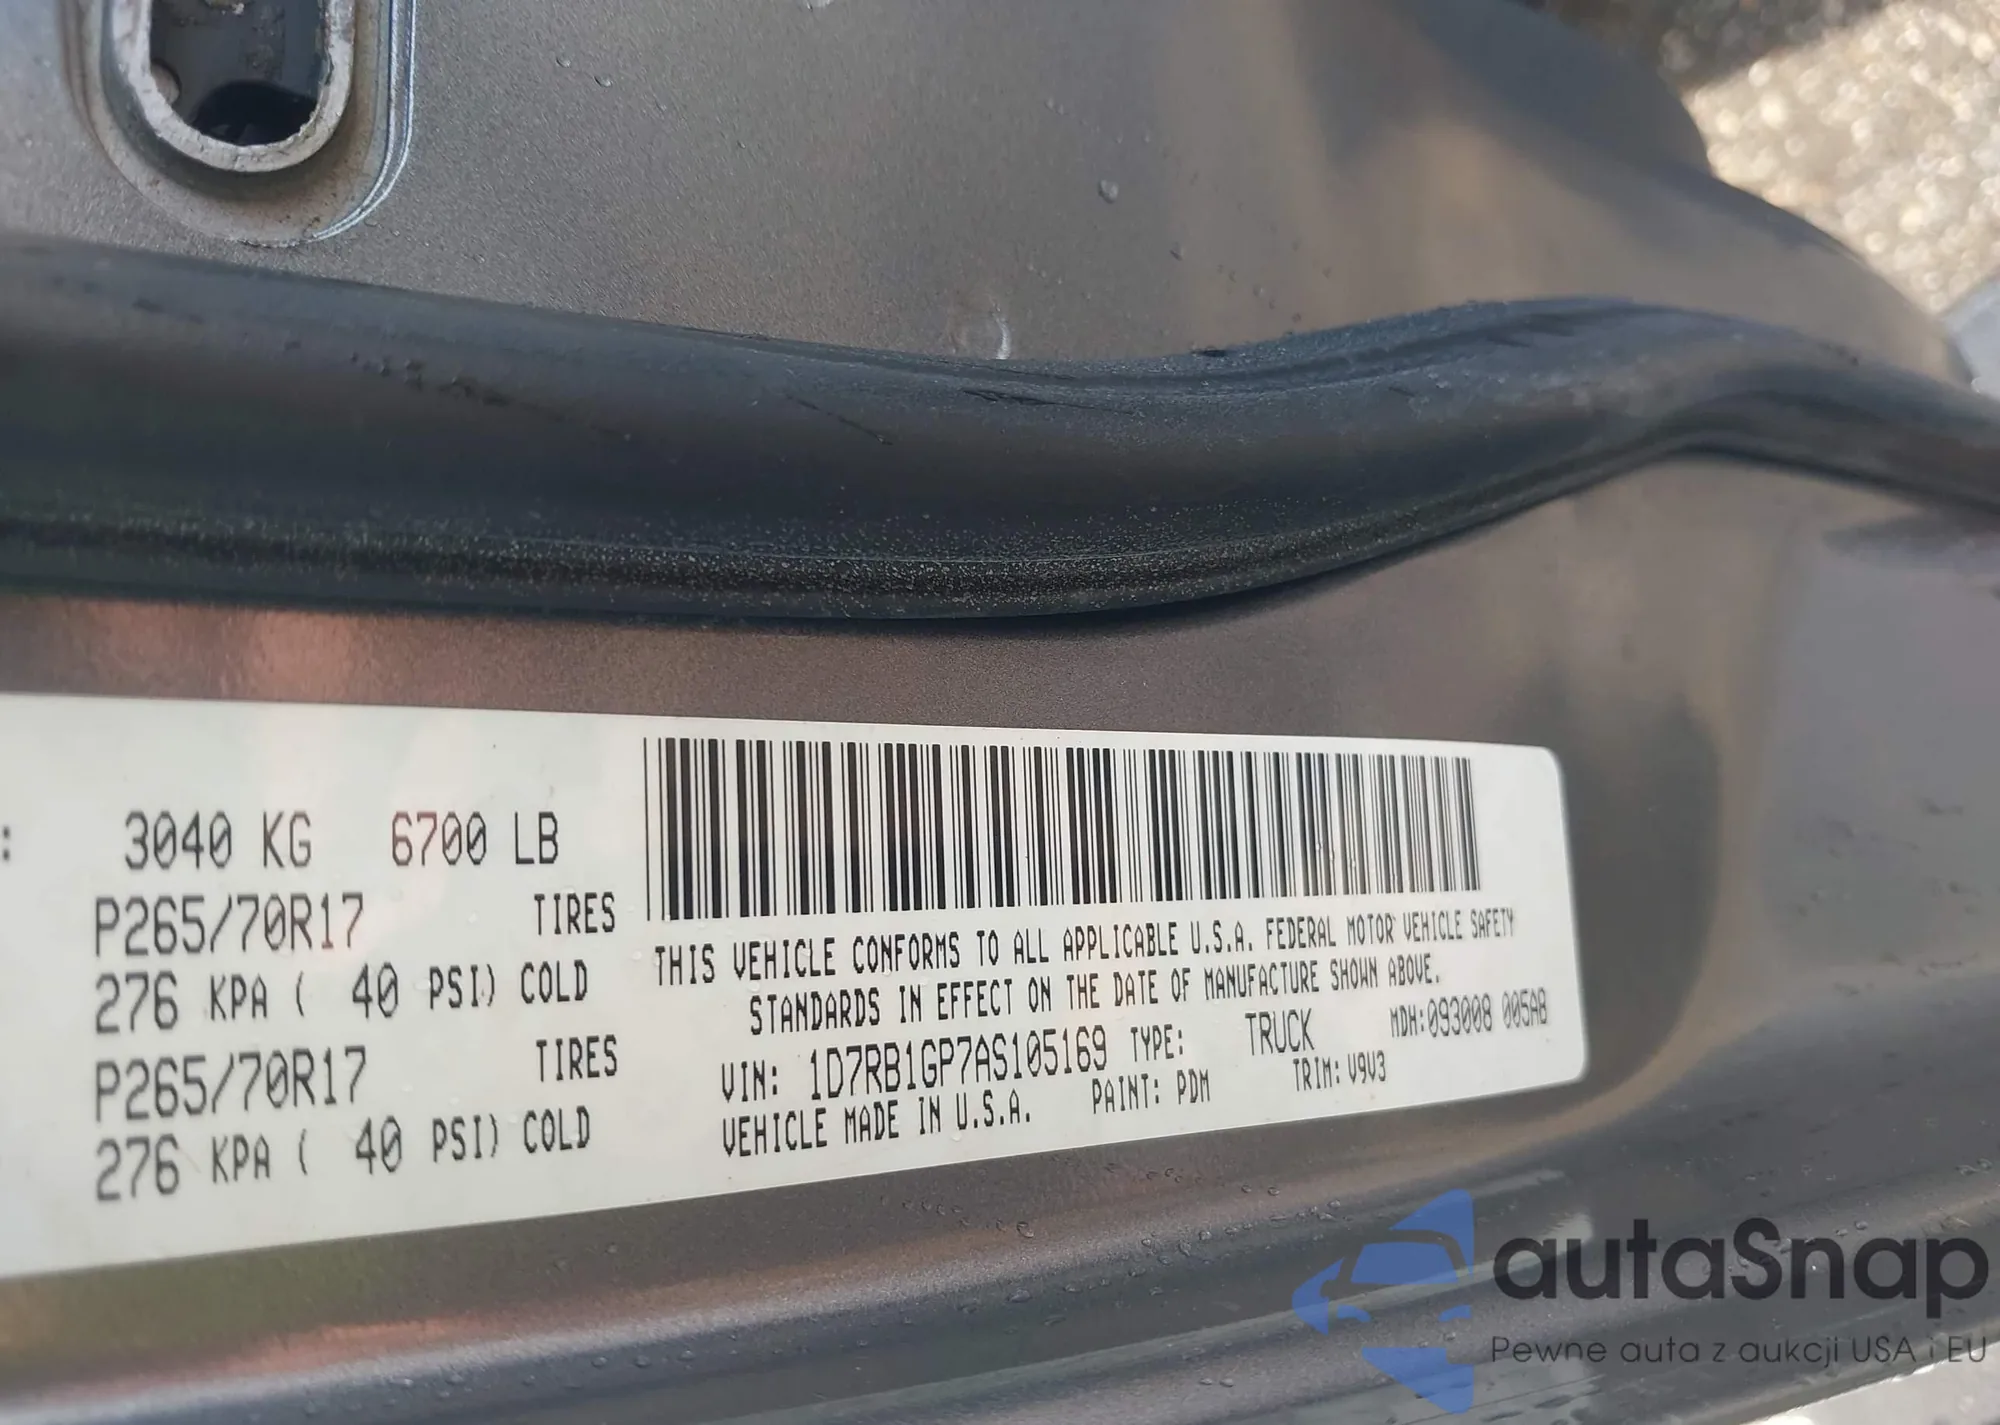 : 3040 KG 6700 LB
P265/70R17 TIRES
276 KPA ( 40 PSI) COLD
P265/70R17 TIRES
276 KPA ( 40 PSI) COLD
THIS VEHICLE CONFORMS TO ALL APPLICABLE U.S.A. FEDERAL MOTOR VEHICLE SAFETY
STANDARDS IN EFFECT ON THE DATE OF MANUFACTURE SHOWN ABOVE.
VIN: 1D7RB1GP7AS105169 TYPE: TRUCK MDH:093008 005AB
VEHICLE MADE IN U.S.A. PAINT: PDM TRIM: V9V3
autaSnap
Pewne auta z aukcji USA i EU